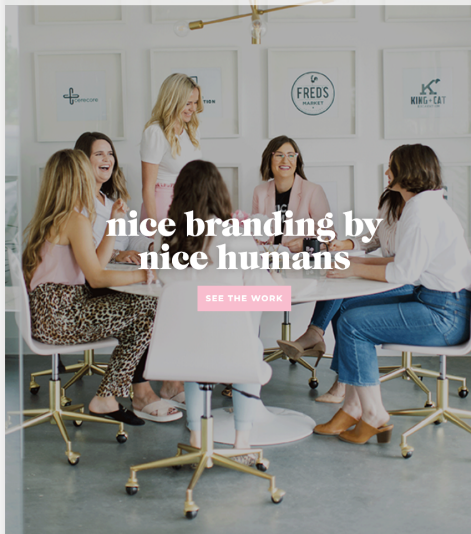 FREDS
MARKET
KING+CAT
nice branding by
nice humans
SEE THE WORK